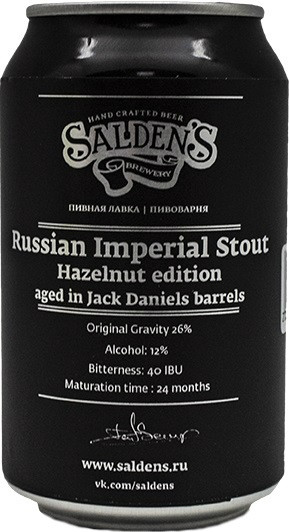 HAND CRAFTED BEER
SALDEN'S
BREWERY
ПИВНАЯ ЛАВКА | ПИВОВАРНЯ
Russian Imperial Stout
Hazelnut edition
aged in Jack Daniels barrels
Original Gravity 26%
Alcohol: 12%
Bitterness: 40 IBU
Maturation time : 24 months
www.saldens.ru
vk.com/saldens